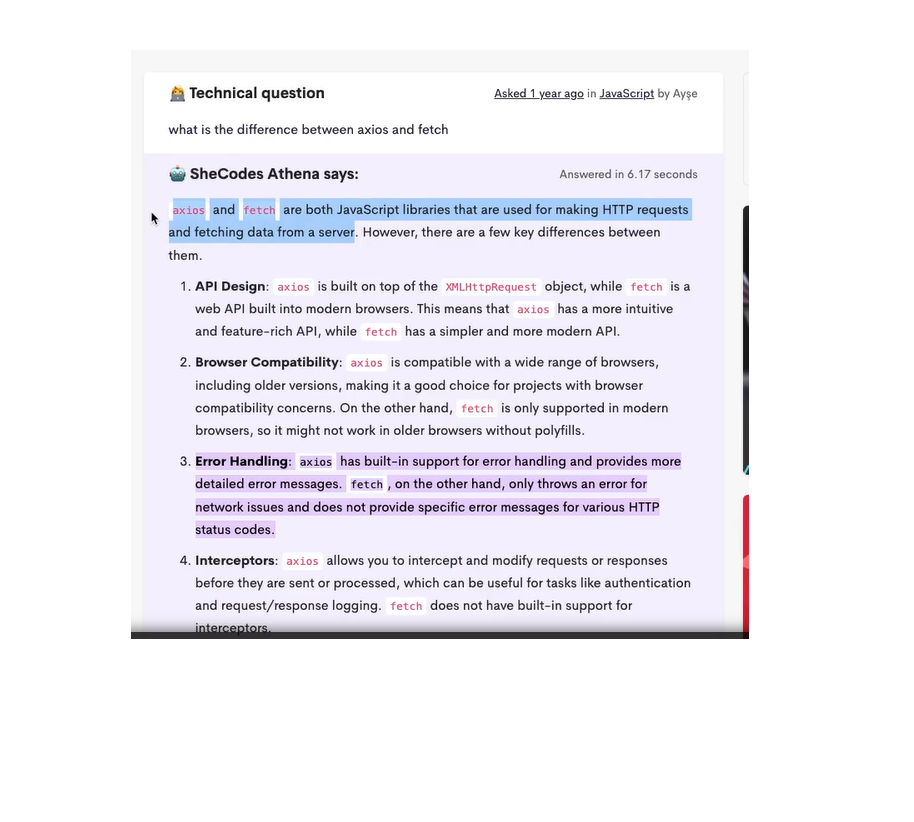 Technical question
Asked 1 year ago in JavaScript by Ayşe
what is the difference between axios and fetch
SheCodes Athena says:
Answered in 6.17 seconds
axios and fetch are both JavaScript libraries that are used for making HTTP requests
and fetching data from a server. However, there are a few key differences between
them.
1. API Design: axios is built on top of the XMLHttpRequest object, while fetch is a
web API built into modern browsers. This means that axios has a more intuitive
and feature-rich API, while fetch has a simpler and more modern API.
2. Browser Compatibility: axios is compatible with a wide range of browsers,
including older versions, making it a good choice for projects with browser
compatibility concerns. On the other hand, fetch is only supported in modern
browsers, so it might not work in older browsers without polyfills.
3. Error Handling: axios has built-in support for error handling and provides more
detailed error messages. fetch , on the other hand, only throws an error for
network issues and does not provide specific error messages for various HTTP
status codes.
4. Interceptors: axios allows you to intercept and modify requests or responses
before they are sent or processed, which can be useful for tasks like authentication
and request/response logging. fetch does not have built-in support for
interceptors.